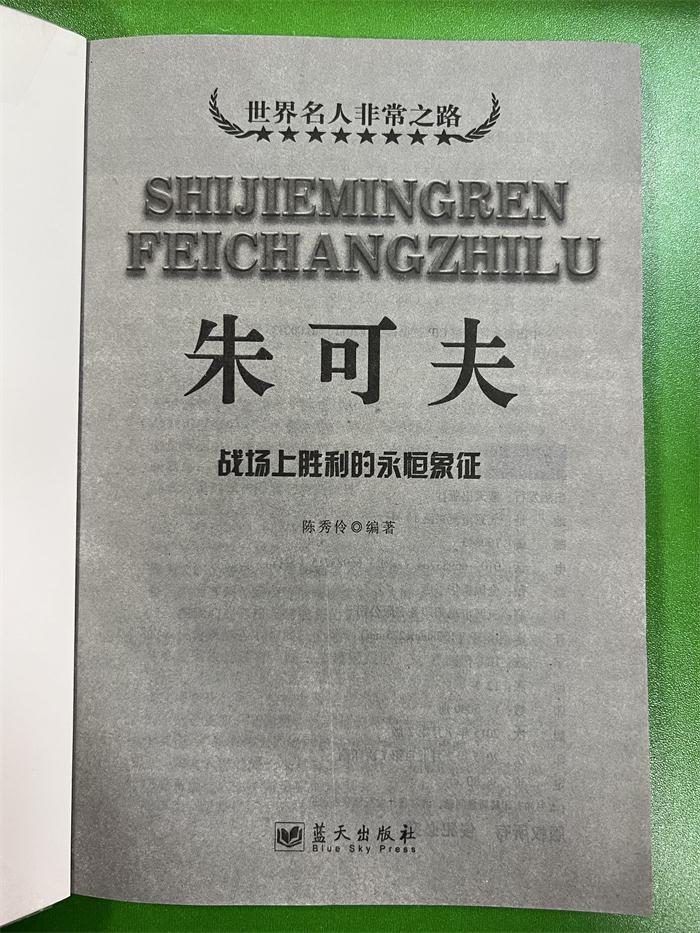 世界名人非常之路
SHIJIEMINGREN
FEICHANGZHILU
朱可夫
战场上胜利的永恒象征
陈秀伶◎编著
蓝天出版社
Blue Sky Press